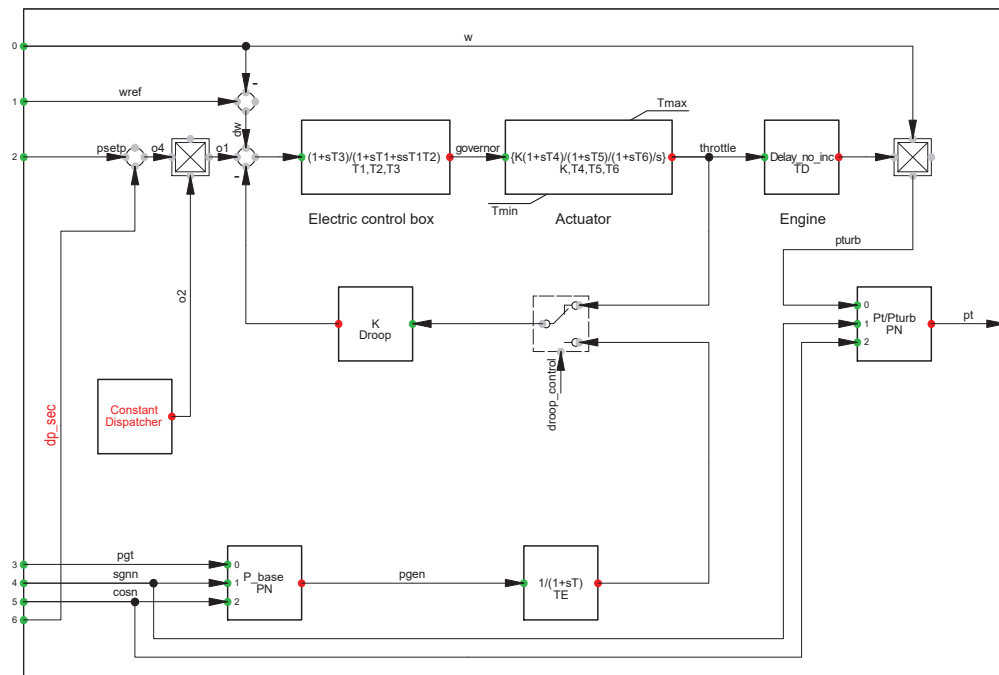 w
0
-
wref
1
dw
Tmax
psetp
o4
o1
2
-
(1+sT3)/(1+sT1+ssT1T2)
T1,T2,T3
governor
{K(1+sT4)/(1+sT5)/(1+sT6)/s}
K,T4,T5,T6
throttle
Delay_no_inc
TD
Tmin
Electric control box
Actuator
Engine
pturb
o2
K
Droop
0
1
2
Pt/Pturb
PN
pt
droop_control
Constant
Dispatcher
dp_sec
3
pgt
0
4
sgnn
1
5
cosn
2
6
P_base
PN
pgen
1/(1+sT)
TE